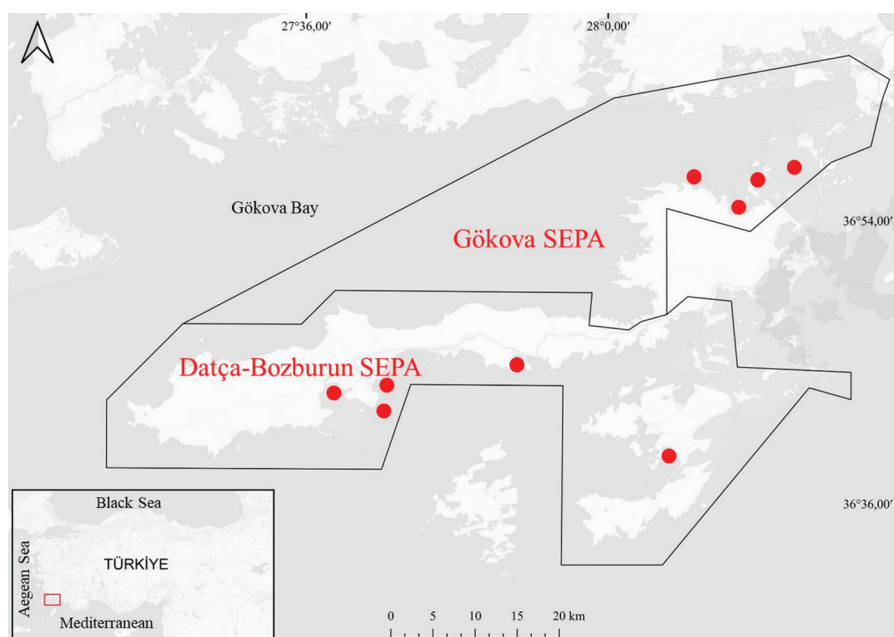 27°36,00′
28°0,00′
Gökova Bay
36°54,00′
Gökova SEPA
Datça-Bozburun SEPA
36°36,00′
Black Sea
Aegean Sea
TÜRKİYE
Mediterranean
0 5 10 15 20 km